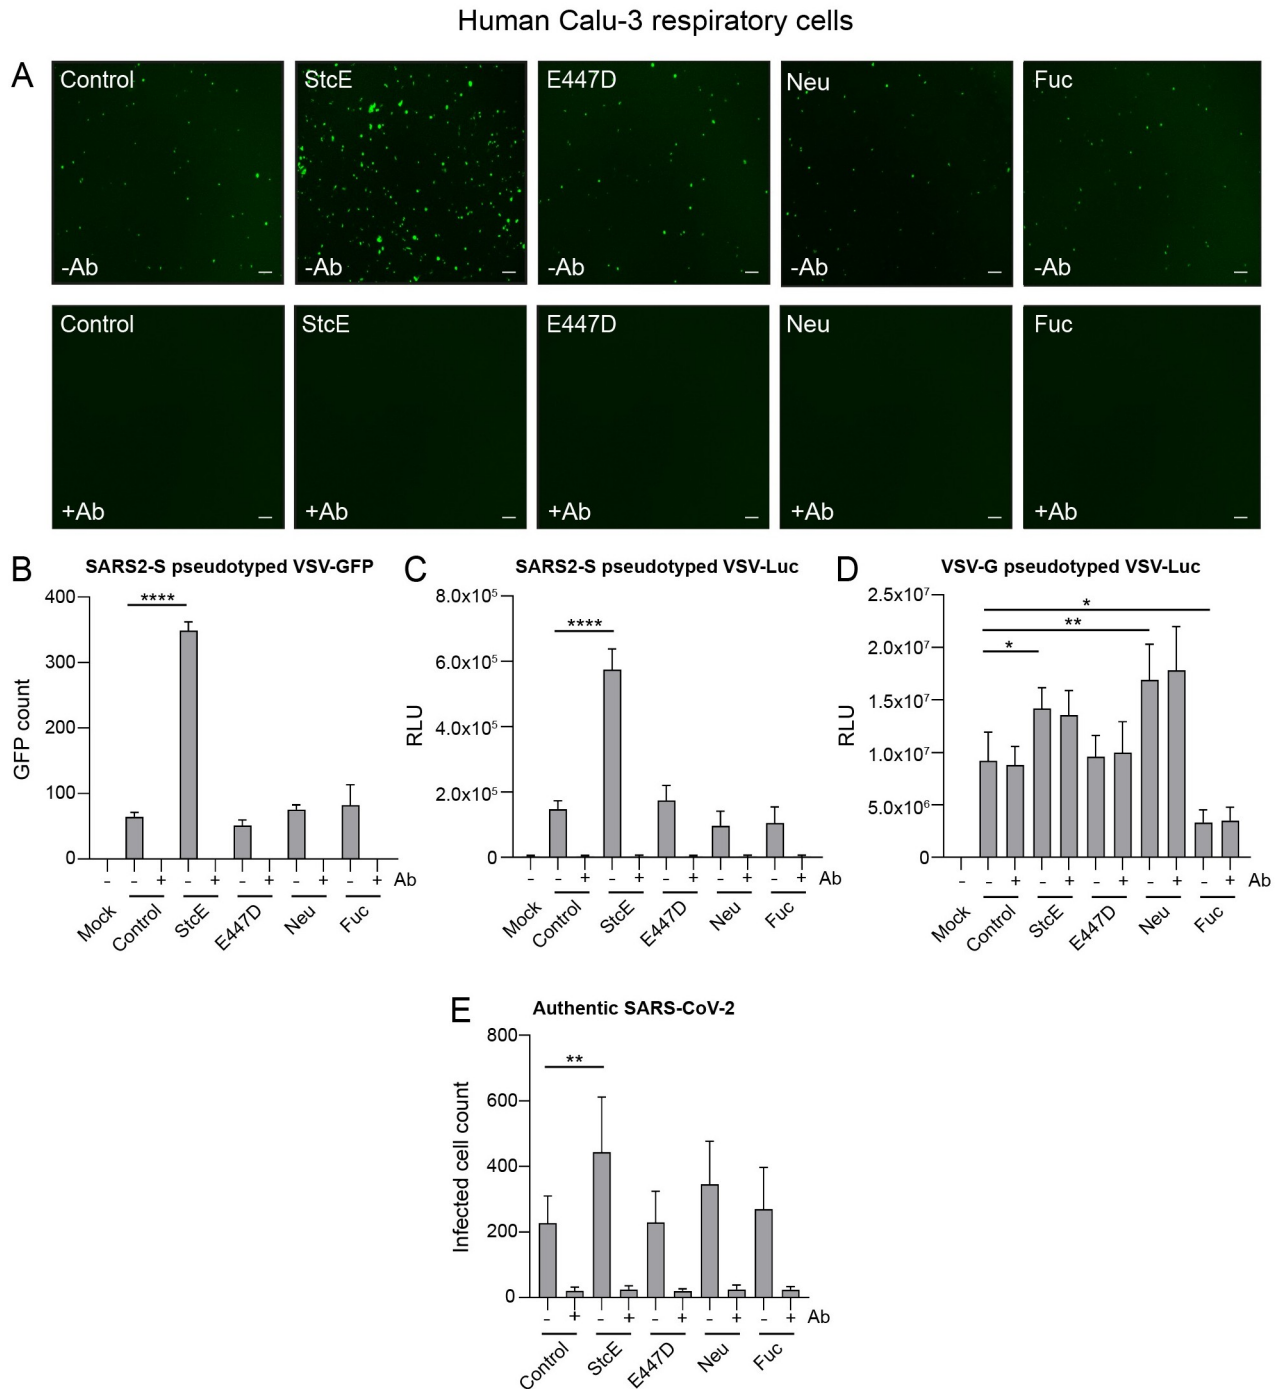 Human Calu-3 respiratory cells
A
Control
StcE
E447D
Neu
Fuc
-Ab
-Ab
-Ab
-Ab
-Ab
Control
StcE
E447D
Neu
Fuc
+Ab
+Ab
+Ab
+Ab
+Ab
B
SARS2-S pseudotyped VSV-GFP
400
300
200
100
0
GFP count
****
- - + - + - + - + - + Ab
Mock
Control
StcE
E447D
Neu
Fuc
C
SARS2-S pseudotyped VSV-Luc
8.0x10⁵
6.0x10⁵
4.0x10⁵
2.0x10⁵
0
RLU
****
- - + - + - + - + - + Ab
Mock
Control
StcE
E447D
Neu
Fuc
D
VSV-G pseudotyped VSV-Luc
2.5x10⁷
2.0x10⁷
1.5x10⁷
1.0x10⁷
5.0x10⁶
0
RLU
*
**
*
- - + - + - + - + - + Ab
Mock
Control
StcE
E447D
Neu
Fuc
E
Authentic SARS-CoV-2
800
600
400
200
0
Infected cell count
**
- + - + - + - + - + Ab
Control
StcE
E447D
Neu
Fuc